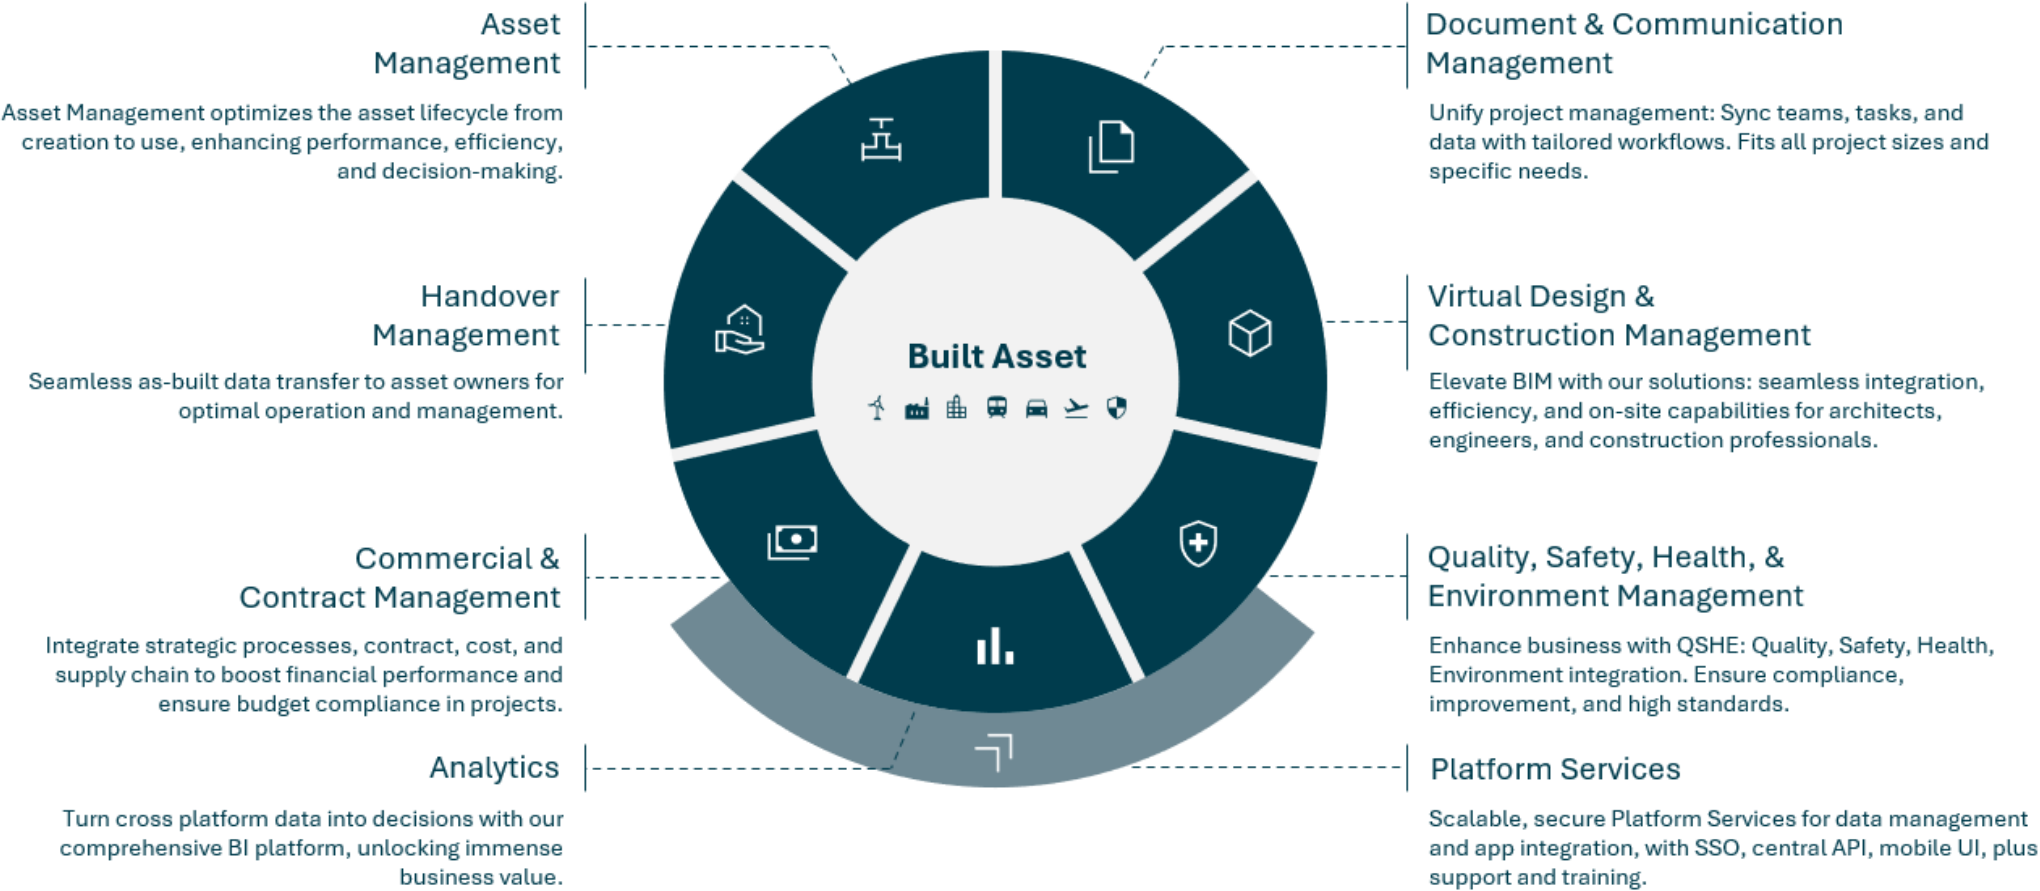 Asset
Management
Asset Management optimizes the asset lifecycle from
creation to use, enhancing performance, efficiency,
and decision-making.
Handover
Management
Seamless as-built data transfer to asset owners for
optimal operation and management.
Commercial &
Contract Management
Integrate strategic processes, contract, cost, and
supply chain to boost financial performance and
ensure budget compliance in projects.
Analytics
Turn cross platform data into decisions with our
comprehensive BI platform, unlocking immense
business value.
Built Asset
Document & Communication
Management
Unify project management: Sync teams, tasks, and
data with tailored workflows. Fits all project sizes and
specific needs.
Virtual Design &
Construction Management
Elevate BIM with our solutions: seamless integration,
efficiency, and on-site capabilities for architects,
engineers, and construction professionals.
Quality, Safety, Health, &
Environment Management
Enhance business with QSHE: Quality, Safety, Health,
Environment integration. Ensure compliance,
improvement, and high standards.
Platform Services
Scalable, secure Platform Services for data management
and app integration, with SSO, central API, mobile UI, plus
support and training.